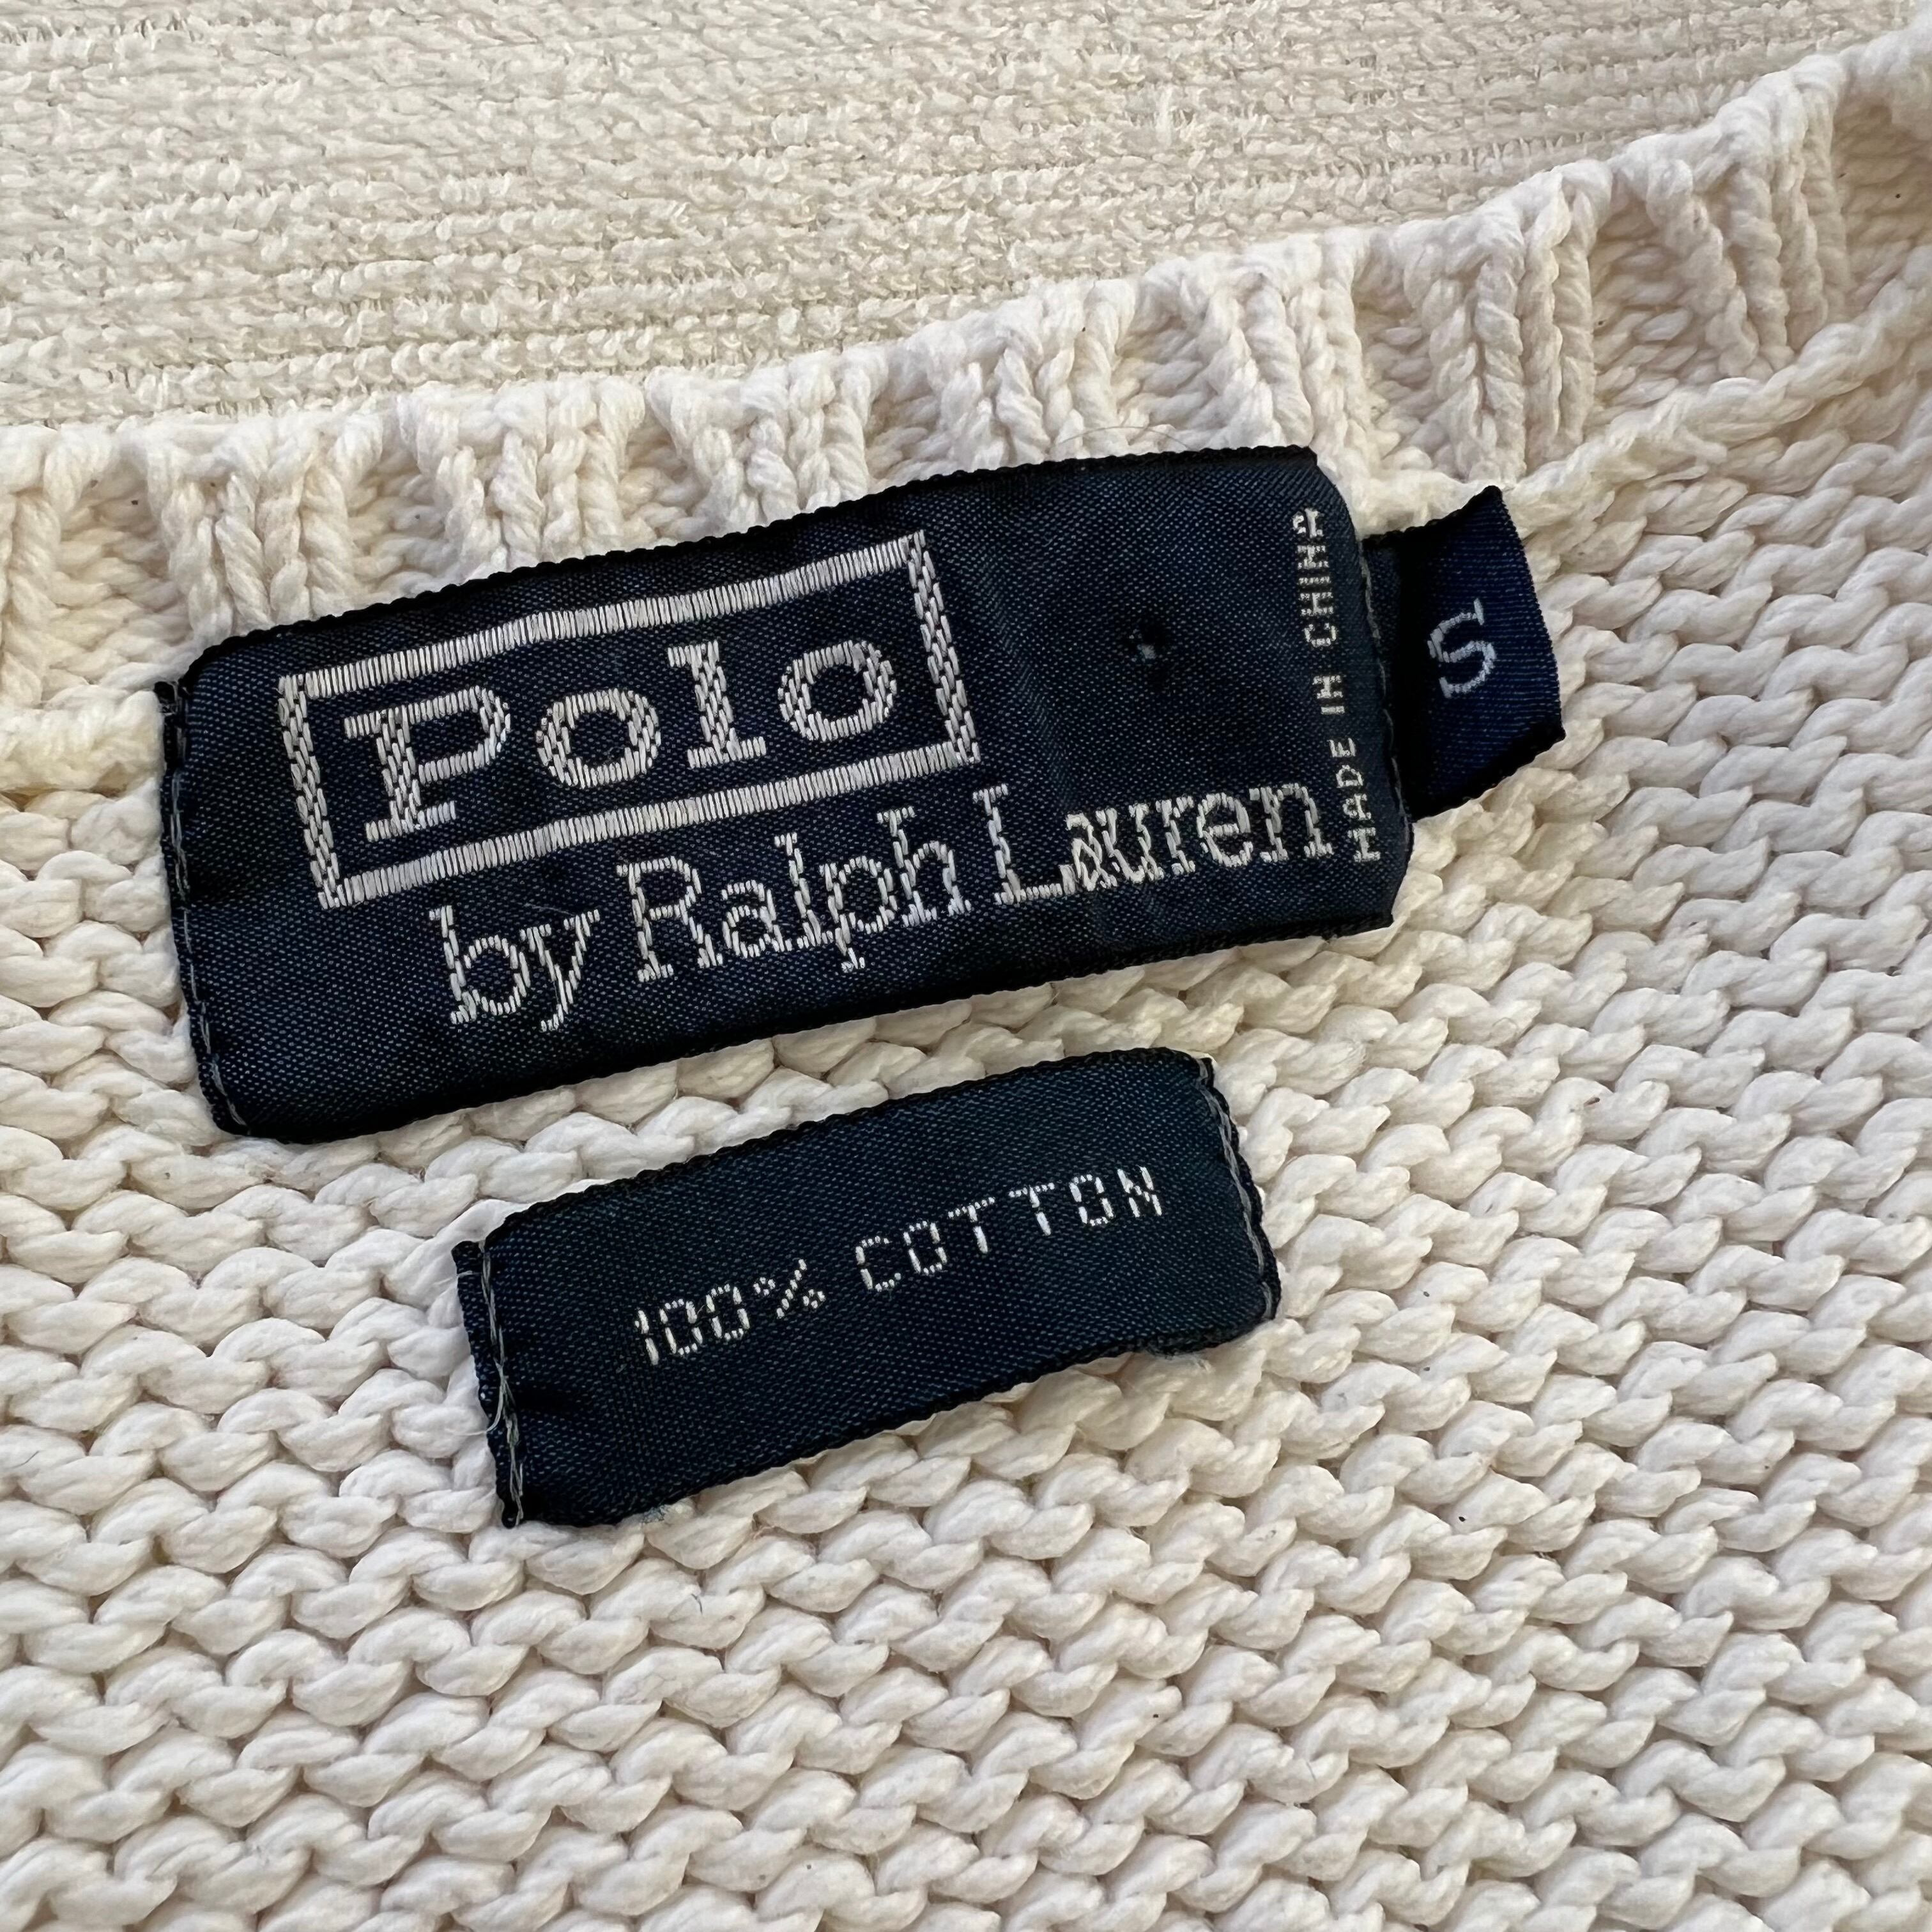 Polo
by Ralph Lauren
MADE IN CHINA
S
100% COTTON